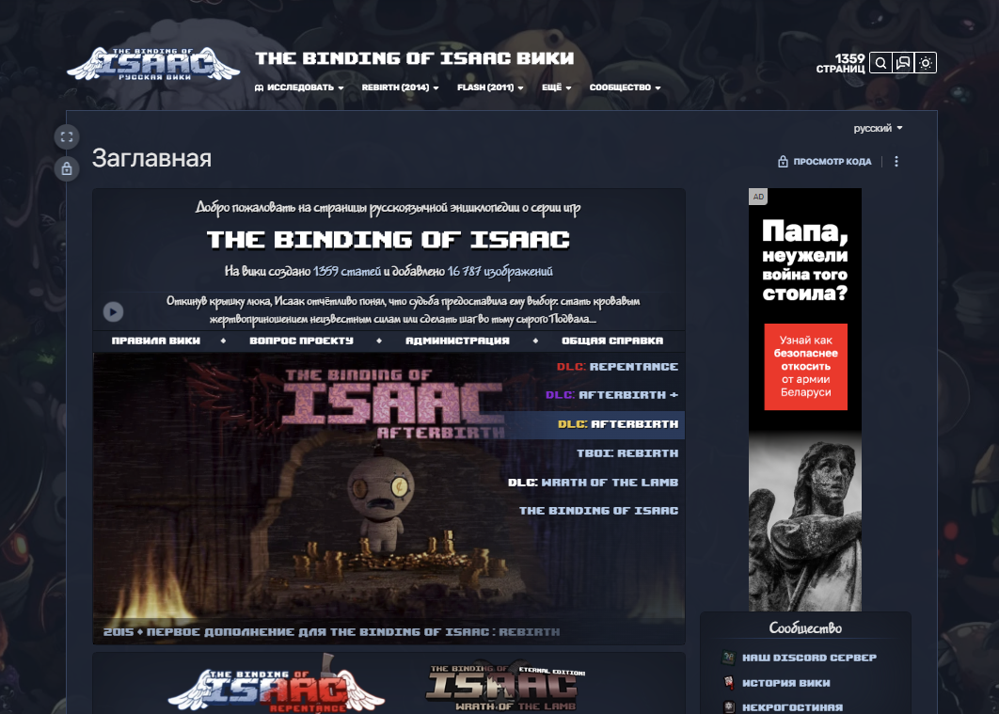 THE BINDING OF
ISAAC
РУССКАЯ ВИКИ
THE BINDING OF ISAAC ВИКИ
1359
СТРАНИЦ
ИССЛЕДОВАТЬ
REBIRTH (2014)
FLASH (2011)
ЕЩЁ
СООБЩЕСТВО
русский
Заглавная
ПРОСМОТР КОДА
Добро пожаловать на страницы русскоязычной энциклопедии о серии игр
THE BINDING OF ISAAC
На вики создано 1359 статей и добавлено 16 787 изображений
Откинув крышку люка, Исаак отчётливо понял, что судьба предоставила ему выбор: стать кровавым
жертвоприношением неизвестным силам или сделать шаг во тьму сырого Подвала....
ПРАВИЛА ВИКИ ◆ ВОПРОС ПРОЕКТУ ◆ АДМИНИСТРАЦИЯ ◆ ОБЩАЯ СПРАВКА
THE BINDING OF
ISAAC
AFTERBIRTH
DLC: REPENTANCE
DLC: AFTERBIRTH +
DLC: AFTERBIRTH
TBOI: REBIRTH
DLC: WRATH OF THE LAMB
THE BINDING OF ISAAC
2015 ◆ ПЕРВОЕ ДОПОЛНЕНИЕ ДЛЯ THE BINDING OF ISAAC : REBIRTH
THE BINDING OF
ISAAC
REPENTANCE
THE BINDING OF
ETERNAL EDITION!
ISAAC
WRATH OF THE LAMB
AD
Папа,
неужели
война того
стоила?
Узнай как
безопаснее
откосить
от армии
Беларуси
Сообщество
НАШ DISCORD СЕРВЕР
ИСТОРИЯ ВИКИ
НЕКРОГОСТИНАЯ